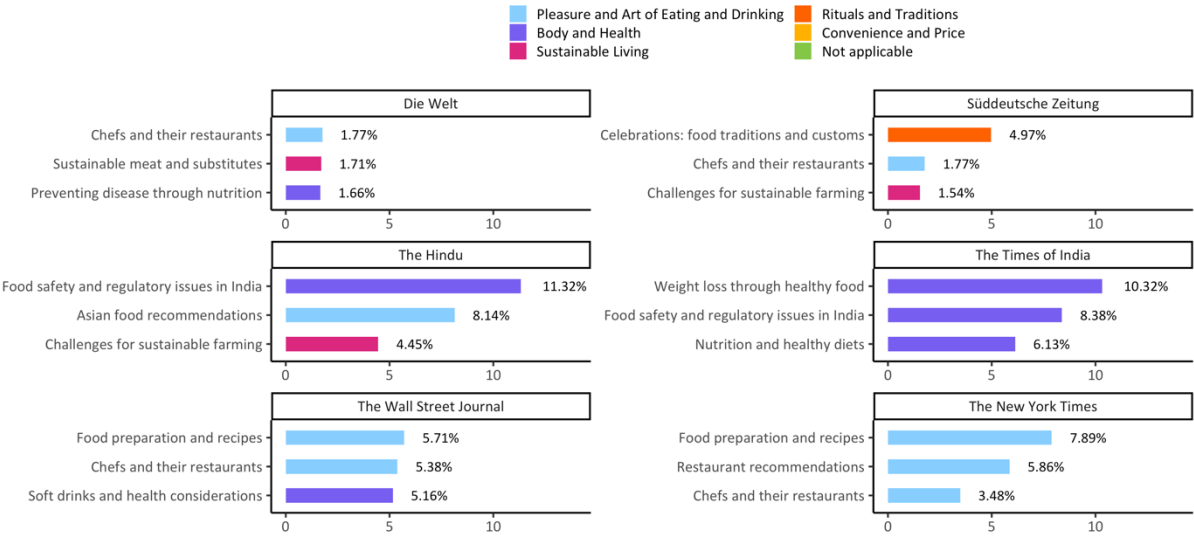 Pleasure and Art of Eating and Drinking
Body and Health
Sustainable Living
Rituals and Traditions
Convenience and Price
Not applicable
Die Welt
Chefs and their restaurants 1.77%
Sustainable meat and substitutes 1.71%
Preventing disease through nutrition 1.66%
0 5 10
Süddeutsche Zeitung
Celebrations: food traditions and customs 4.97%
Chefs and their restaurants 1.77%
Challenges for sustainable farming 1.54%
0 5 10
The Hindu
Food safety and regulatory issues in India 11.32%
Asian food recommendations 8.14%
Challenges for sustainable farming 4.45%
0 5 10
The Times of India
Weight loss through healthy food 10.32%
Food safety and regulatory issues in India 8.38%
Nutrition and healthy diets 6.13%
0 5 10
The Wall Street Journal
Food preparation and recipes 5.71%
Chefs and their restaurants 5.38%
Soft drinks and health considerations 5.16%
0 5 10
The New York Times
Food preparation and recipes 7.89%
Restaurant recommendations 5.86%
Chefs and their restaurants 3.48%
0 5 10